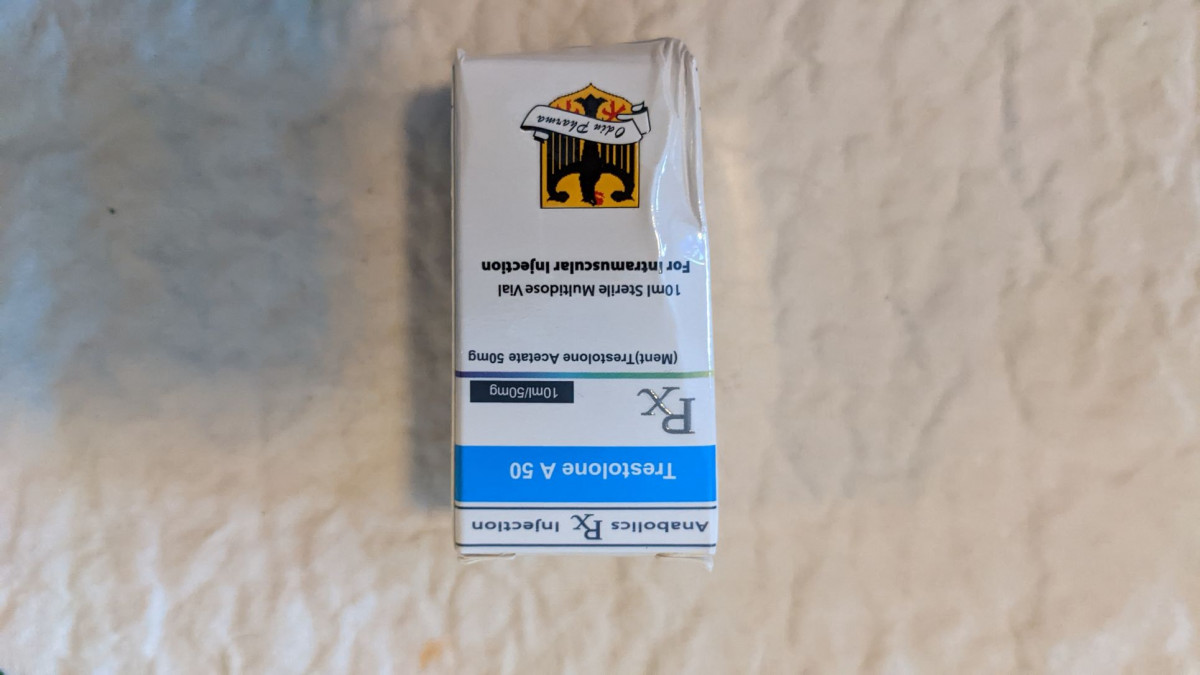 Anabolics Rx Injection
Trestolone A 50
Rx
10ml/50mg
(Ment)Trestolone Acetate 50mg
10ml Sterile Multidose Vial
For Intramuscular Injection
Odin Pharma